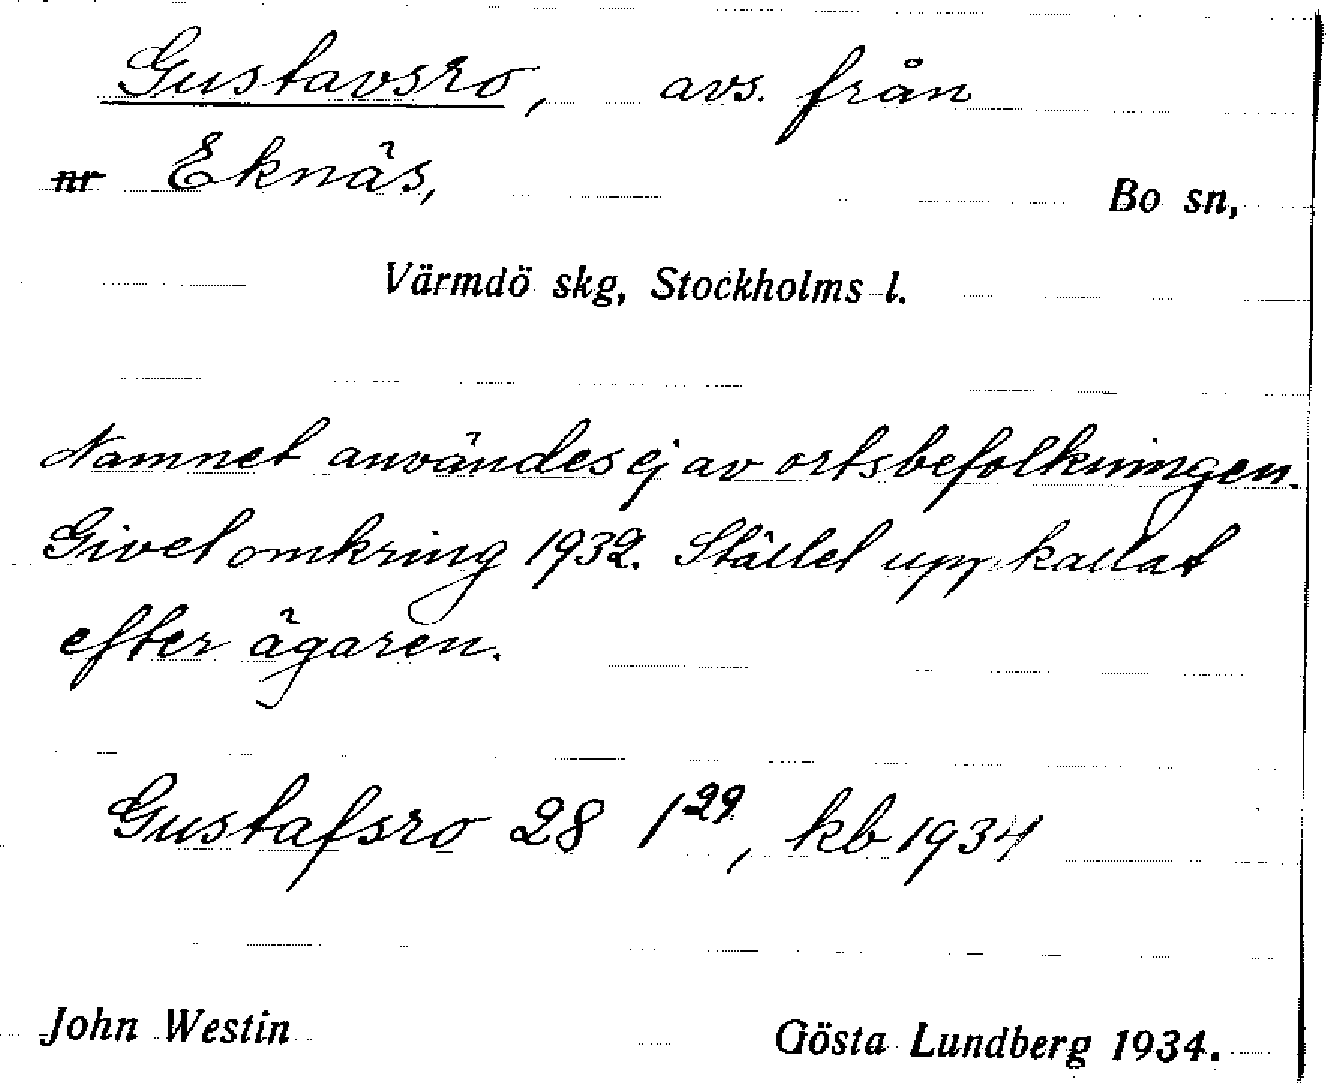 Gustavsro, avs. från
nr Eknäs, Bo sn,
Värmdö skg, Stockholms l.
Namnet användes ej av ortsbefolkningen.
Givet omkring 1932. Stället uppkallat
efter ägaren.
Gustafsro 28 1²⁹, kb 1934
John Westin Gösta Lundberg 1934.